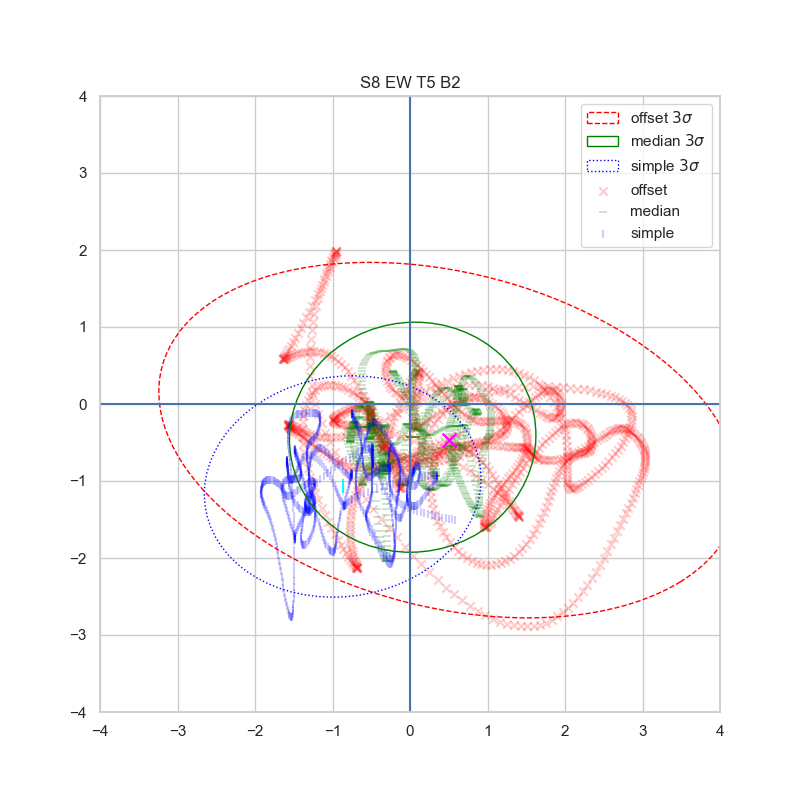 S8 EW T5 B2
offset 3σ
median 3σ
simple 3σ
offset
median
simple
4
3
2
1
0
−1
−2
−3
−4
−4 −3 −2 −1 0 1 2 3 4